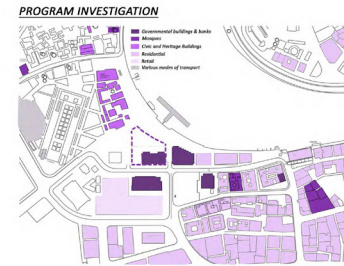 PROGRAM INVESTIGATION
Governmental buildings & banks
Mosques
Civic and Heritage Buildings
Residential
Retail
Various modes of transport